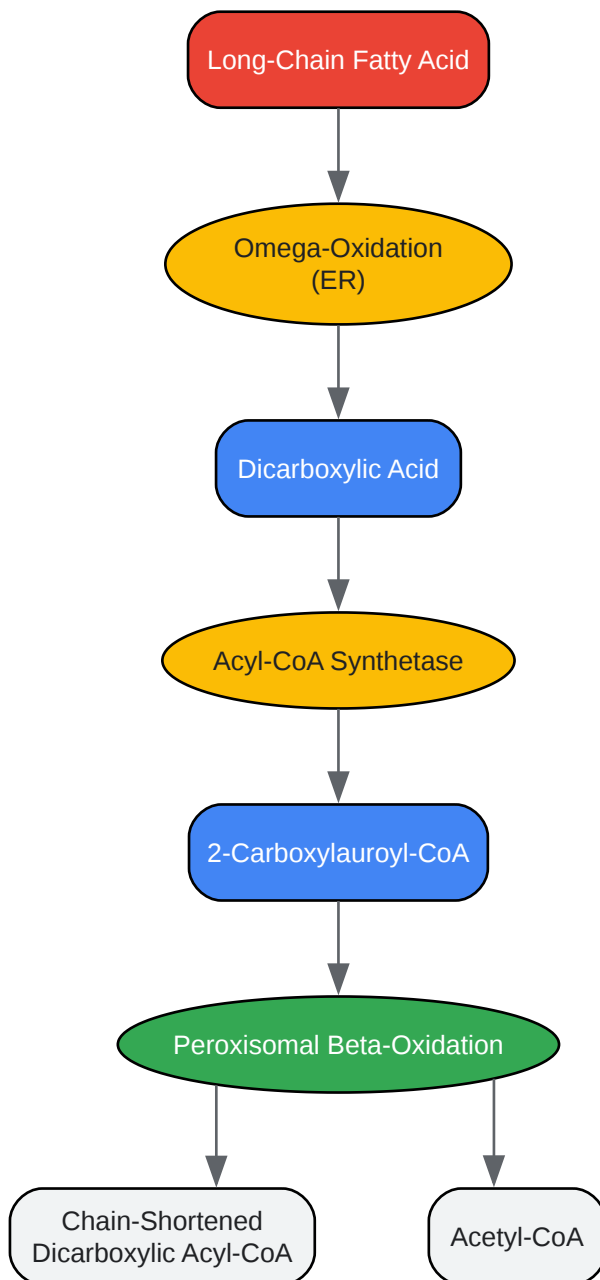 Long-Chain Fatty Acid
Omega-Oxidation
(ER)
Dicarboxylic Acid
Acyl-CoA Synthetase
2-Carboxylauroyl-CoA
Peroxisomal Beta-Oxidation
Chain-Shortened
Dicarboxylic Acyl-CoA
Acetyl-CoA